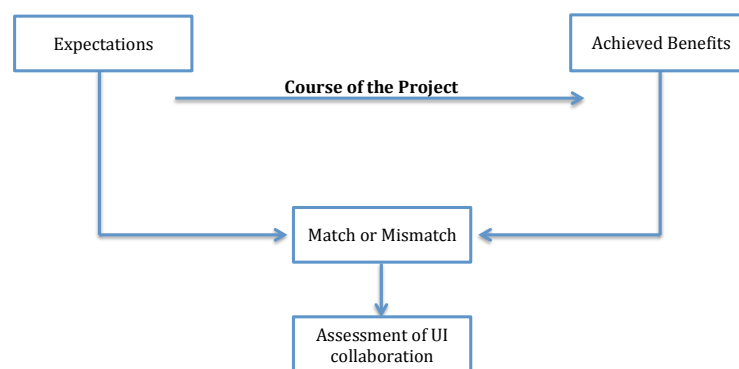 Expectations
Achieved Benefits
Course of the Project
Match or Mismatch
Assessment of UI
collaboration